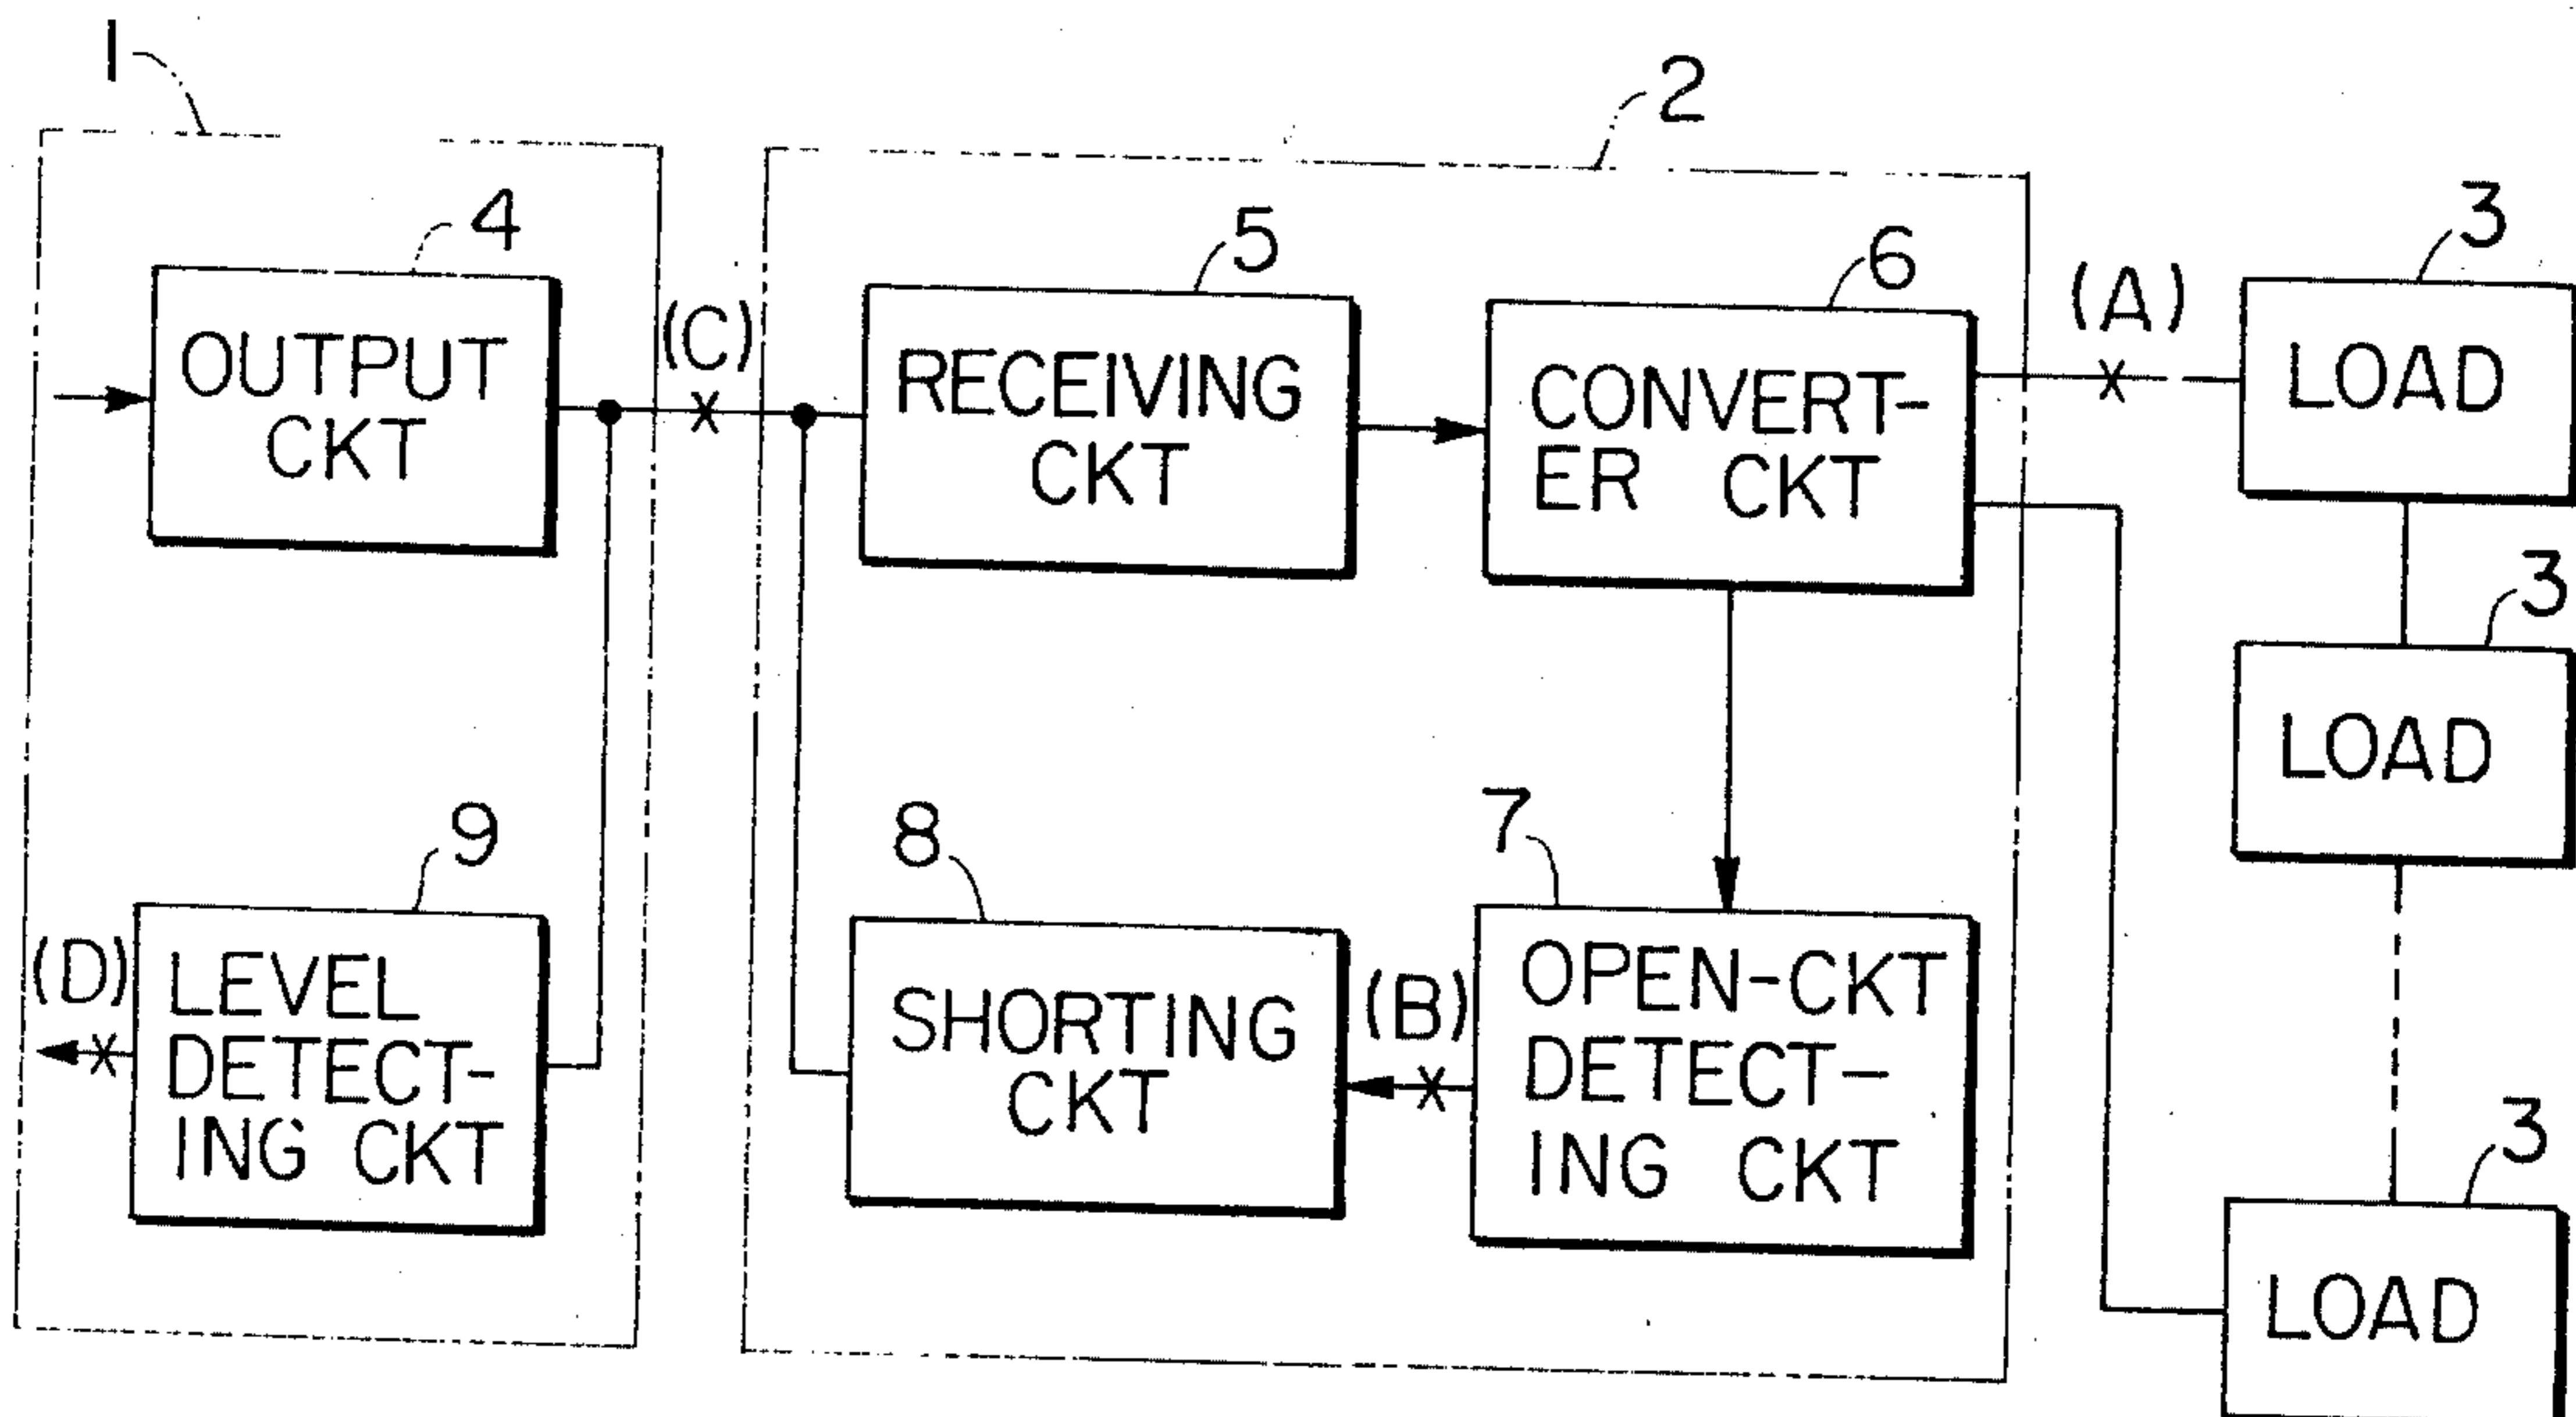 1
2
4
OUTPUT
CKT
(C)
5
RECEIVING
CKT
6
CONVERT-
ER CKT
(A)
3
LOAD
3
LOAD
9
(D)
LEVEL
DETECT-
ING CKT
8
SHORTING
CKT
(B)
7
OPEN-CKT
DETECT-
ING CKT
3
LOAD